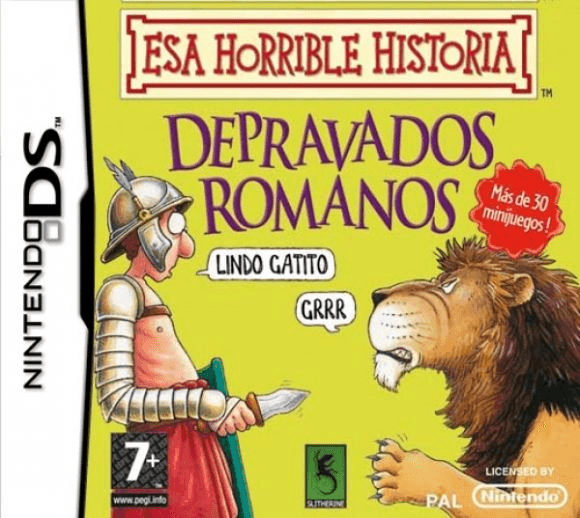 ESA HORRIBLE HISTORIA
TM
DEPRAVADOS
ROMANOS
Más de 30
minijuegos!
LINDO GATITO
GRRR
NINTENDO DS
TM
7+
www.pegi.info
SLITHERINE
LICENSED BY
PAL
Nintendo